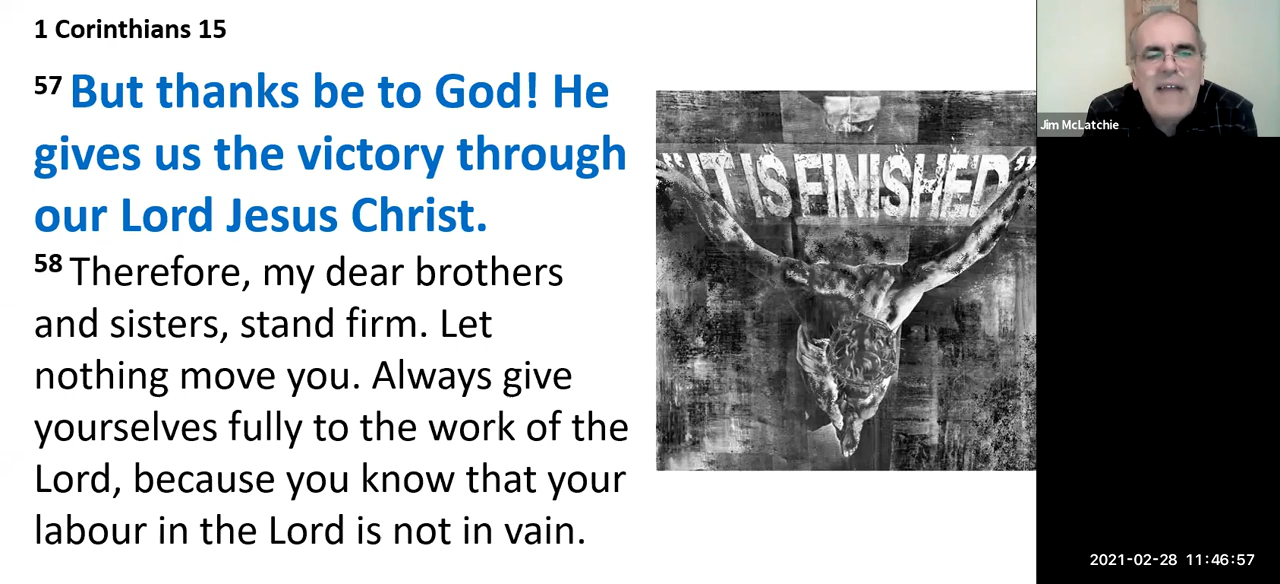 1 Corinthians 15
57 But thanks be to God! He
gives us the victory through
our Lord Jesus Christ.
58 Therefore, my dear brothers
and sisters, stand firm. Let
nothing move you. Always give
yourselves fully to the work of the
Lord, because you know that your
labour in the Lord is not in vain.
"IT IS FINISHED"
Jim McLatchie
2021-02-28 11:46:57